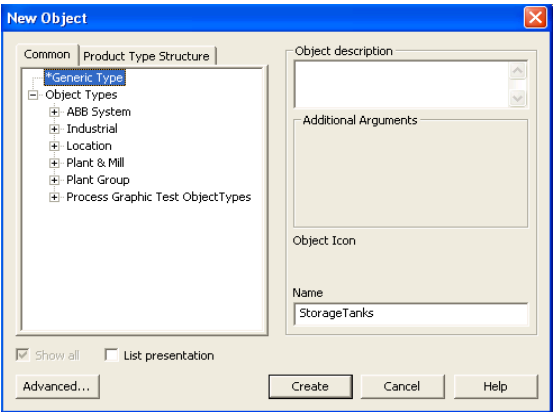 New Object
Common
Product Type Structure
*Generic Type
Object Types
ABB System
Industrial
Location
Plant & Mill
Plant Group
Process Graphic Test ObjectTypes
Object description
Additional Arguments
Object Icon
Name
StorageTanks
Show all
List presentation
Advanced...
Create
Cancel
Help